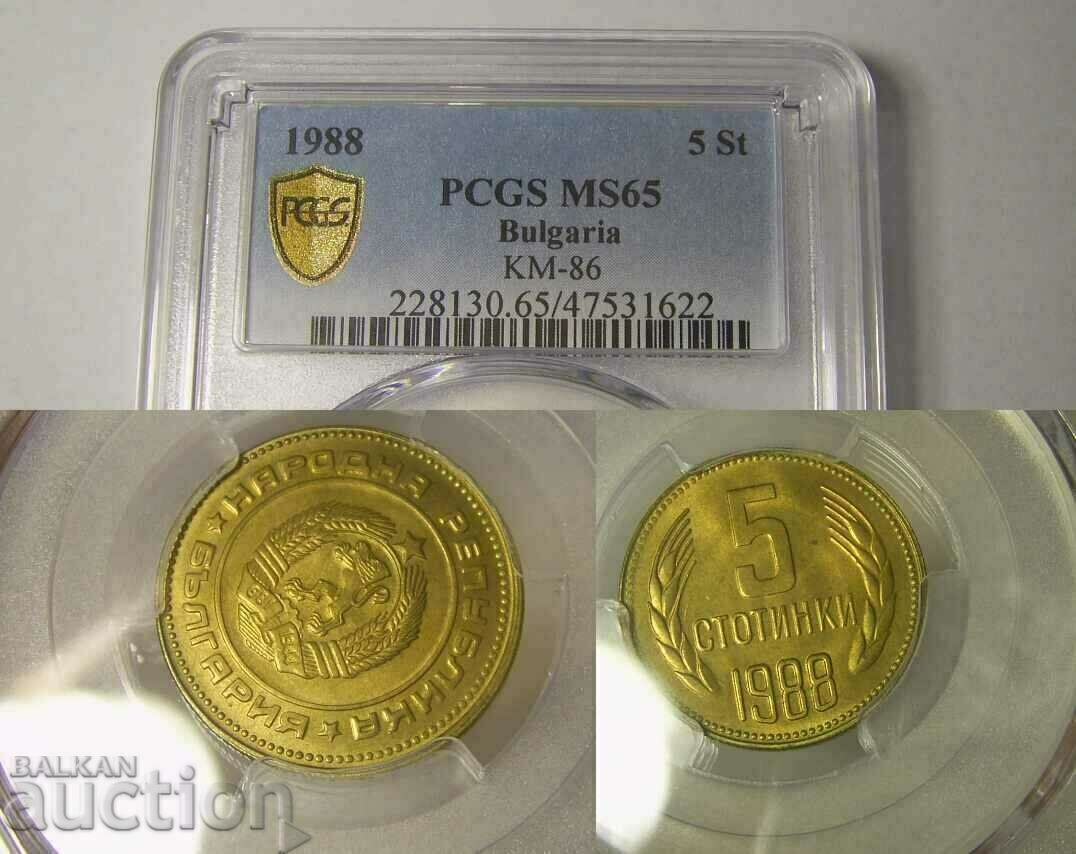 1988 5 St
PCGS
PCGS MS65
Bulgaria
KM-86
228130.65/47531622
НАРОДНА РЕПУБЛИКА
БЪЛГАРИЯ
5
СТОТИНКИ
1988
BALKAN
auction